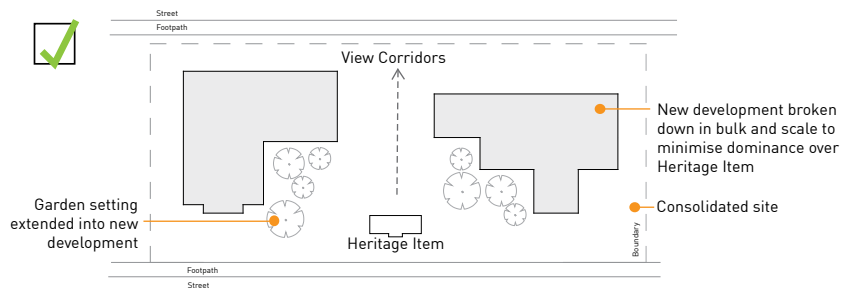 Street
Footpath
View Corridors
New development broken
down in bulk and scale to
minimise dominance over
Heritage Item
Garden setting
extended into new
development
Consolidated site
Boundary
Heritage Item
Footpath
Street